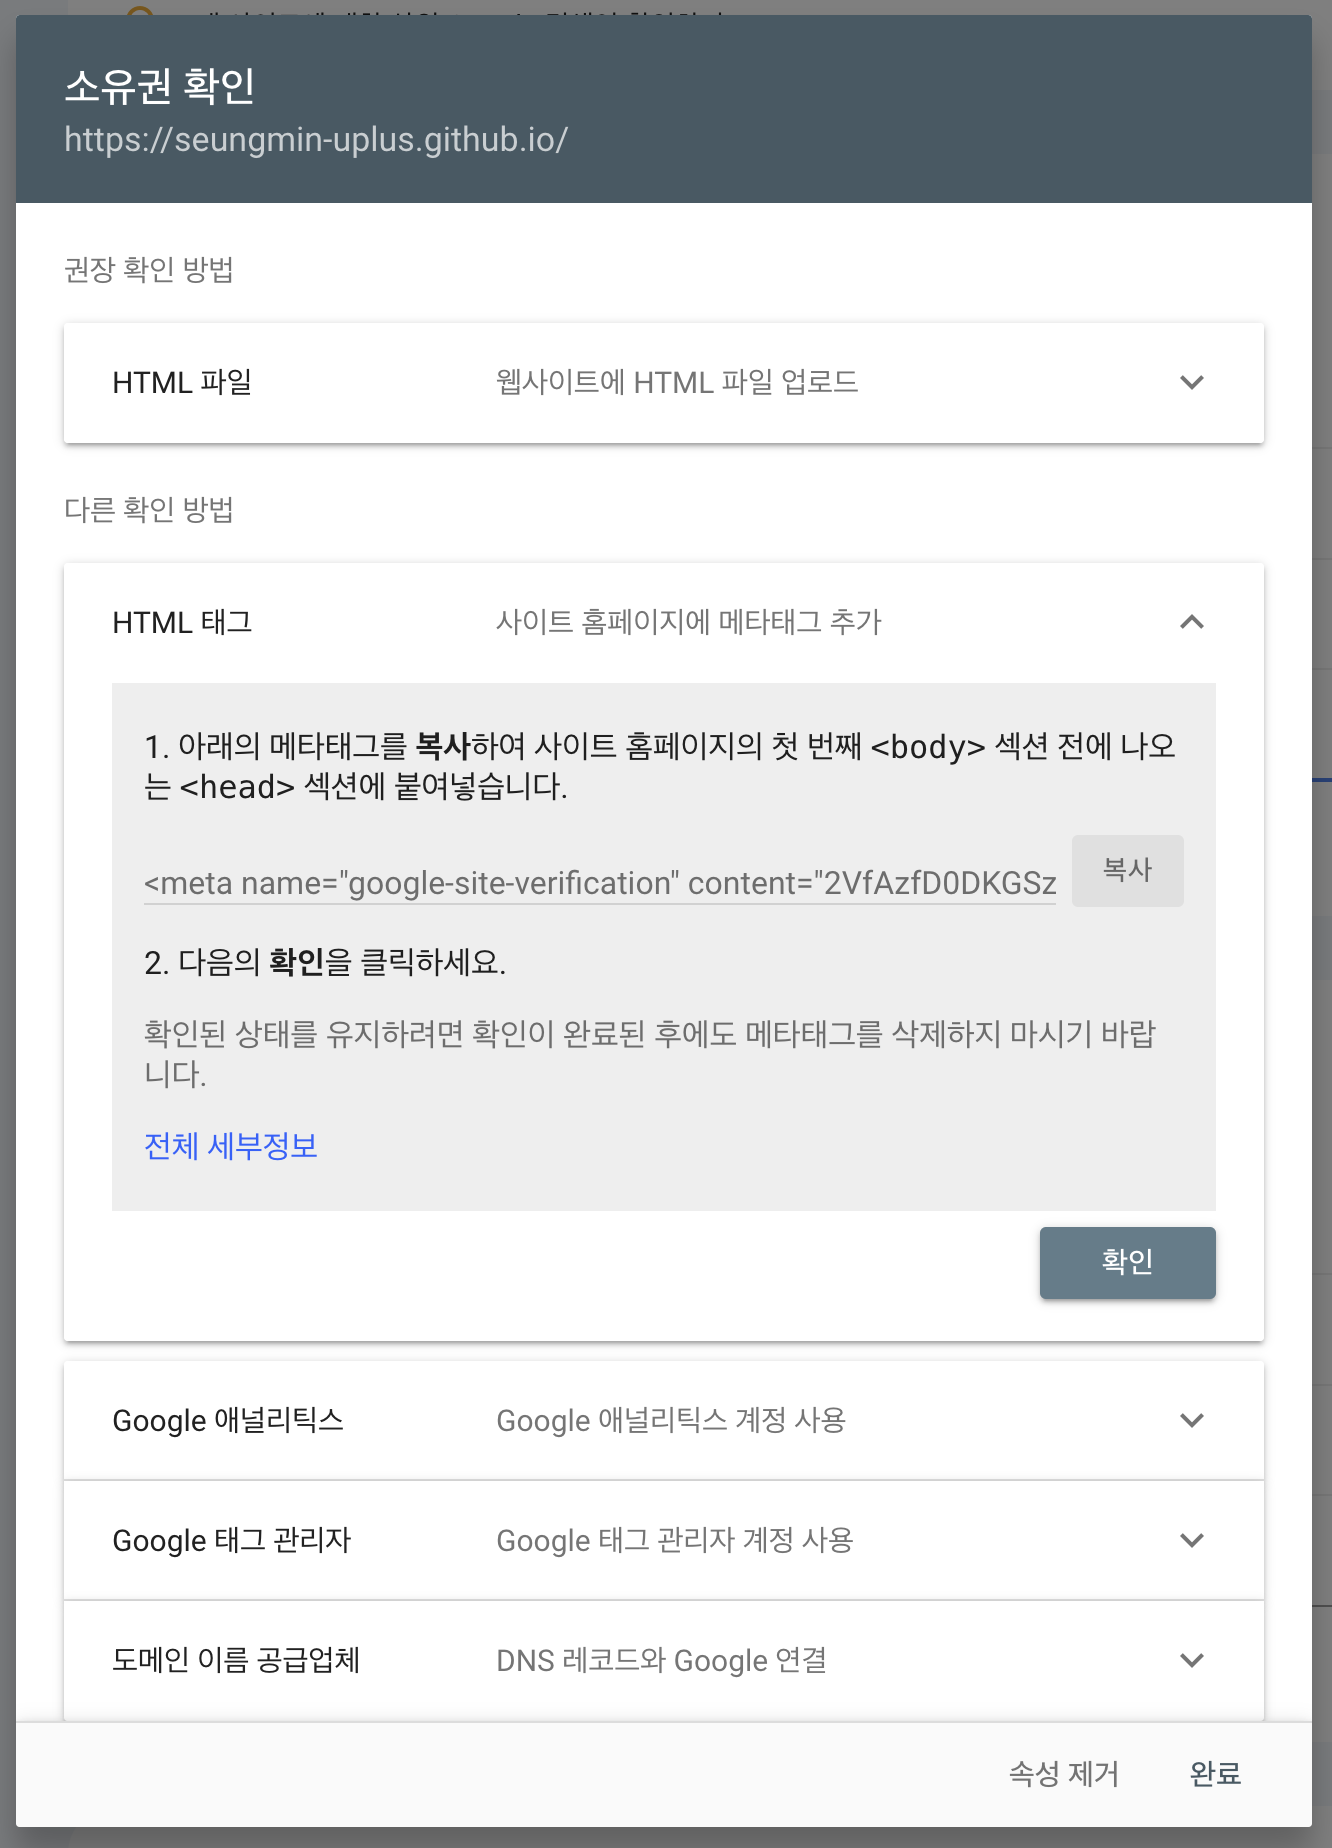 소유권 확인
https://seungmin-uplus.github.io/
권장 확인 방법
HTML 파일
웹사이트에 HTML 파일 업로드
다른 확인 방법
HTML 태그
사이트 홈페이지에 메타태그 추가
1. 아래의 메타태그를 복사하여 사이트 홈페이지의 첫 번째 <body> 섹션 전에 나오
는 <head> 섹션에 붙여넣습니다.
<meta name="google-site-verification" content="2VfAzfD0DKGSz
복사
2. 다음의 확인을 클릭하세요.
확인된 상태를 유지하려면 확인이 완료된 후에도 메타태그를 삭제하지 마시기 바랍
니다.
전체 세부정보
확인
Google 애널리틱스
Google 애널리틱스 계정 사용
Google 태그 관리자
Google 태그 관리자 계정 사용
도메인 이름 공급업체
DNS 레코드와 Google 연결
속성 제거
완료